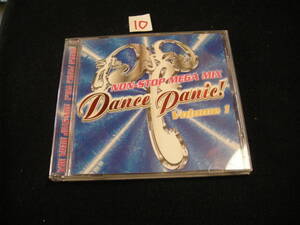 10
NON-STOP MEGA MIX
Dance Panic!
Volume 1